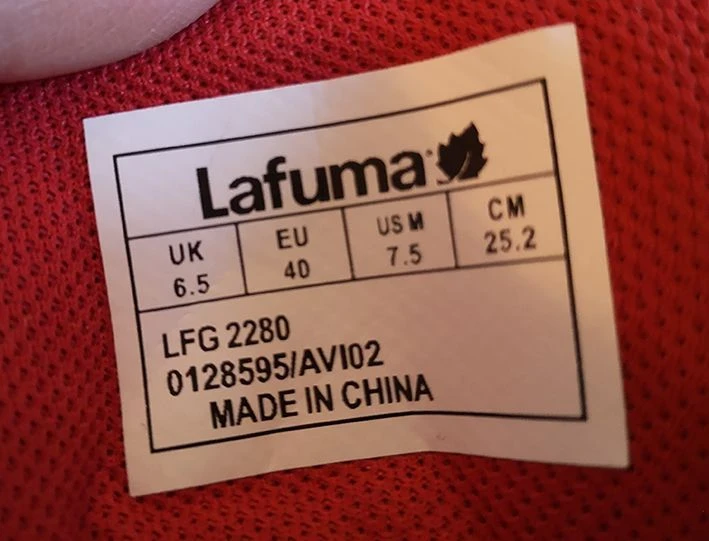 Lafuma
UK EU US M CM
6.5 40 7.5 25.2
LFG 2280
0128595/AVI02
MADE IN CHINA